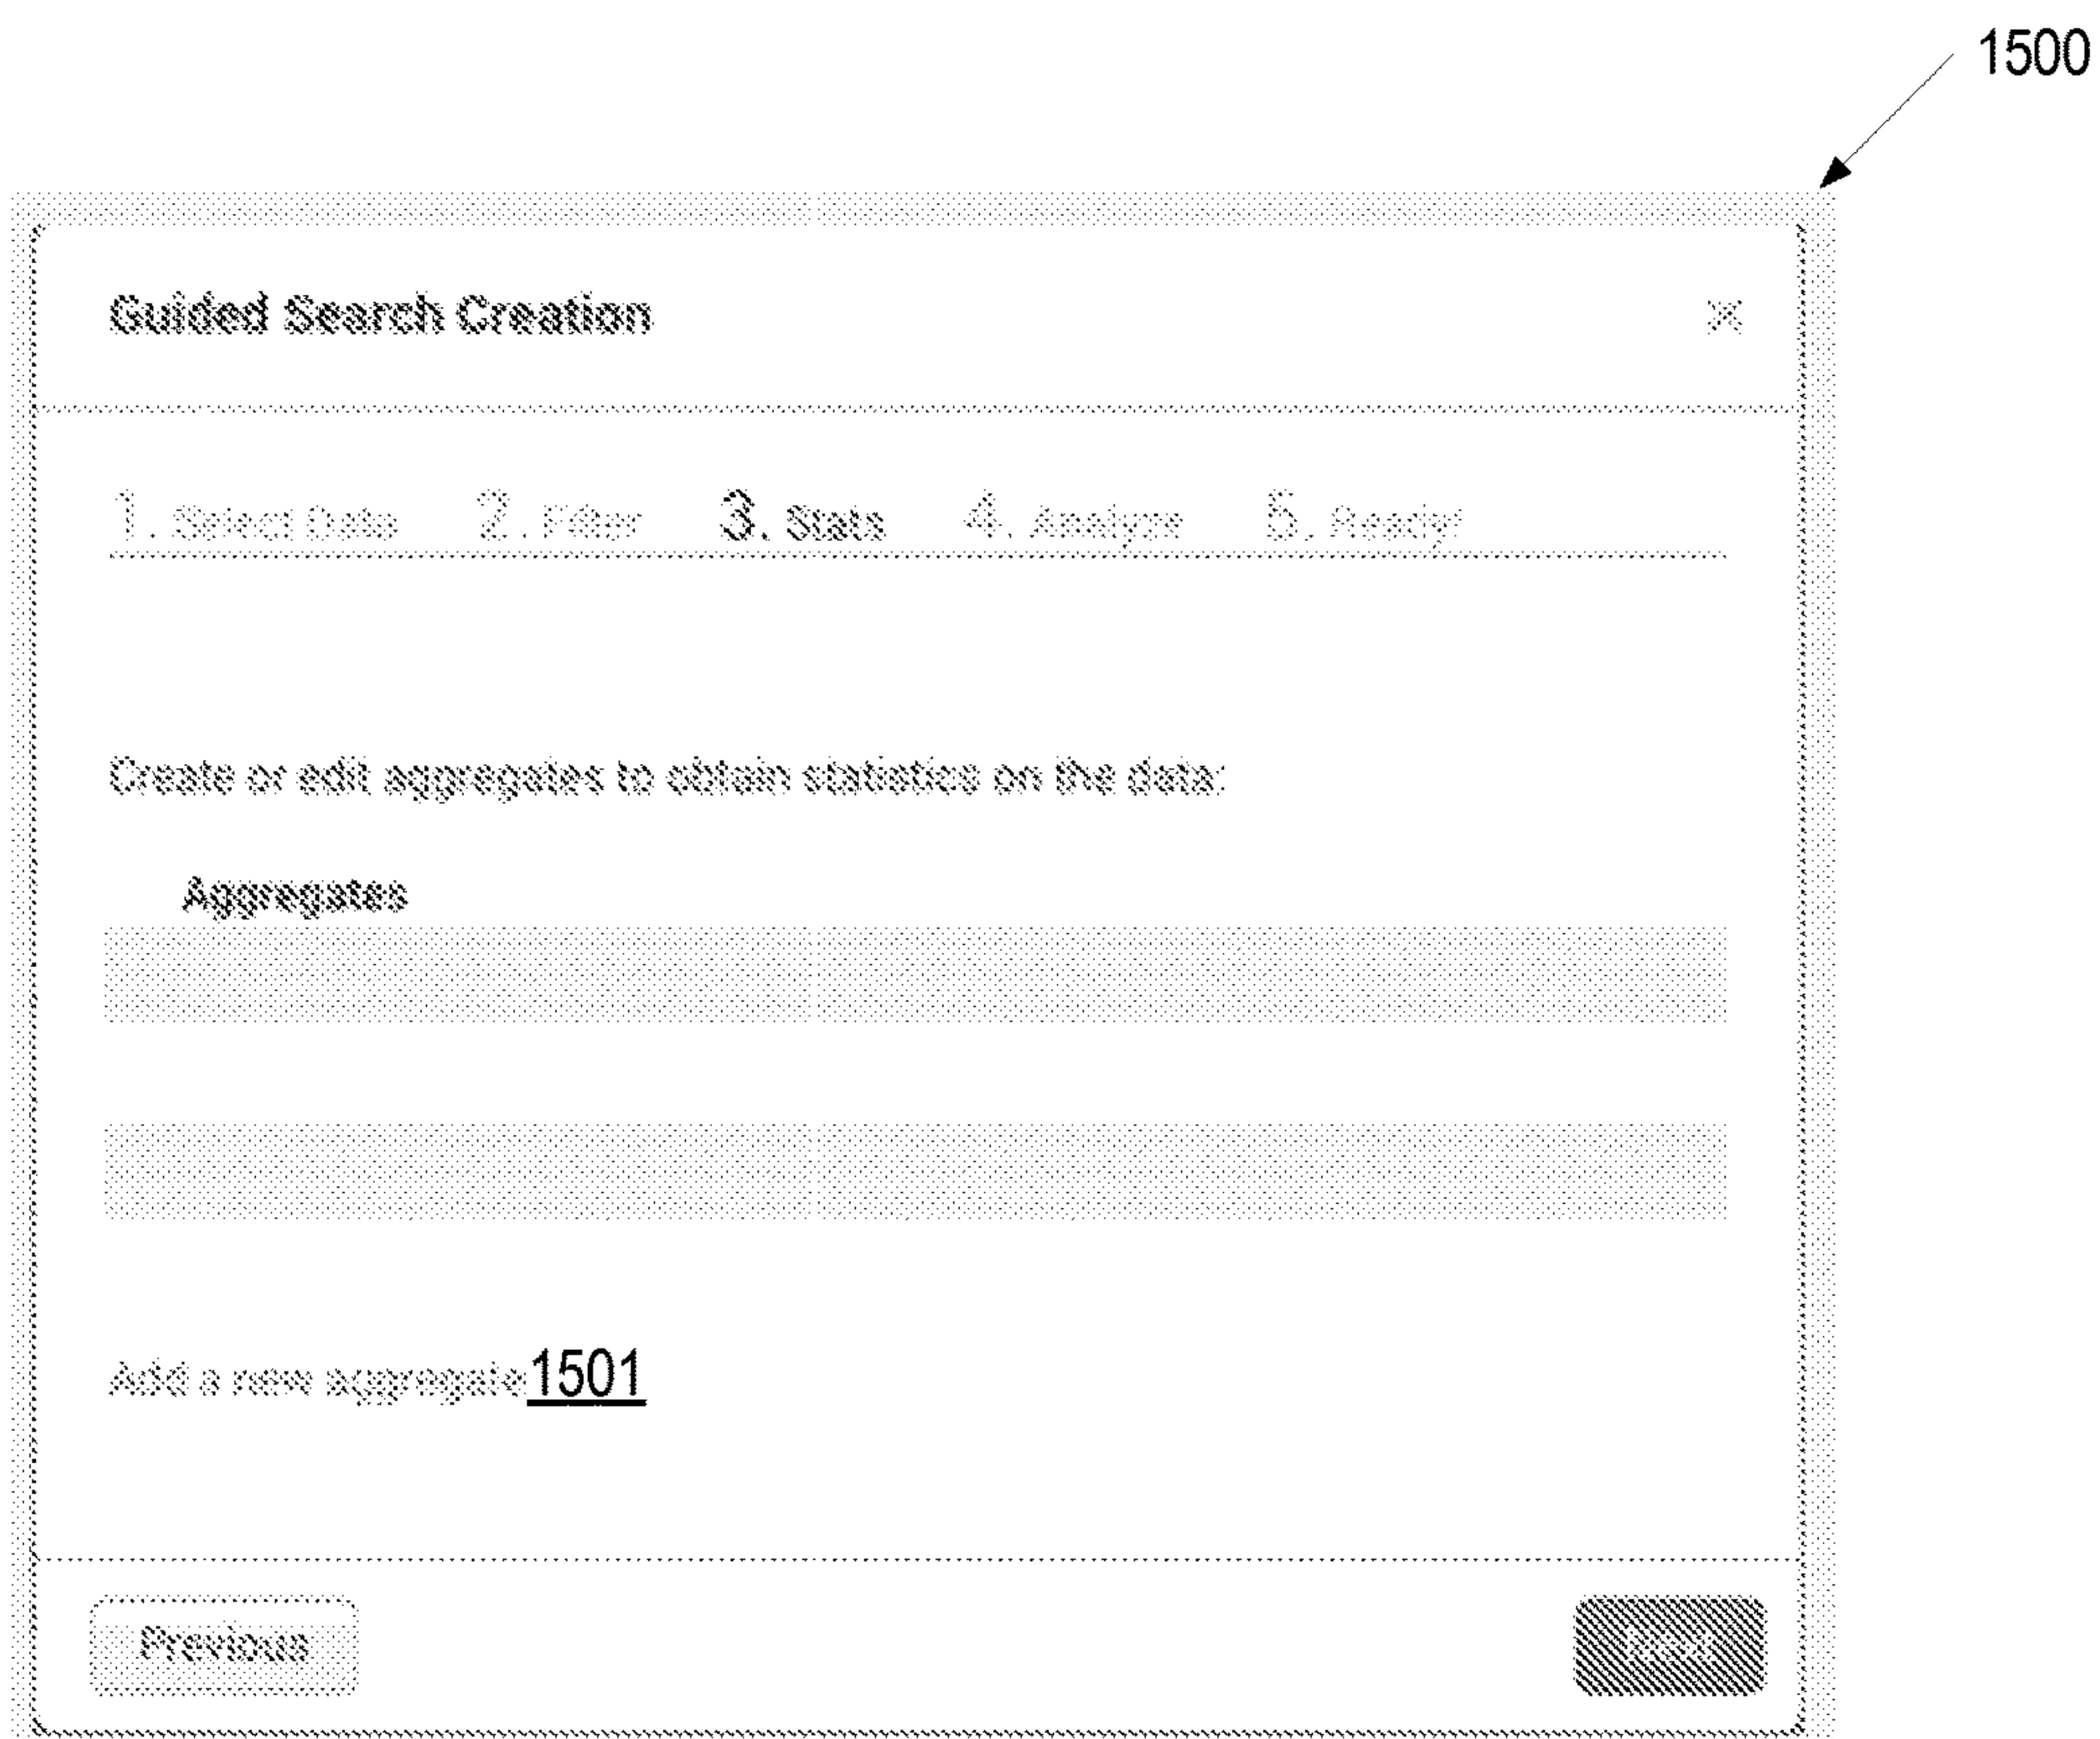 1500
Guided Search Creation ×
1. Select Data 2. Filter 3. Stats 4. Analyze 5. Ready!
Create or edit aggregates to obtain statistics on the data:
Aggregates
Add a new aggregate 1501
Previous Next